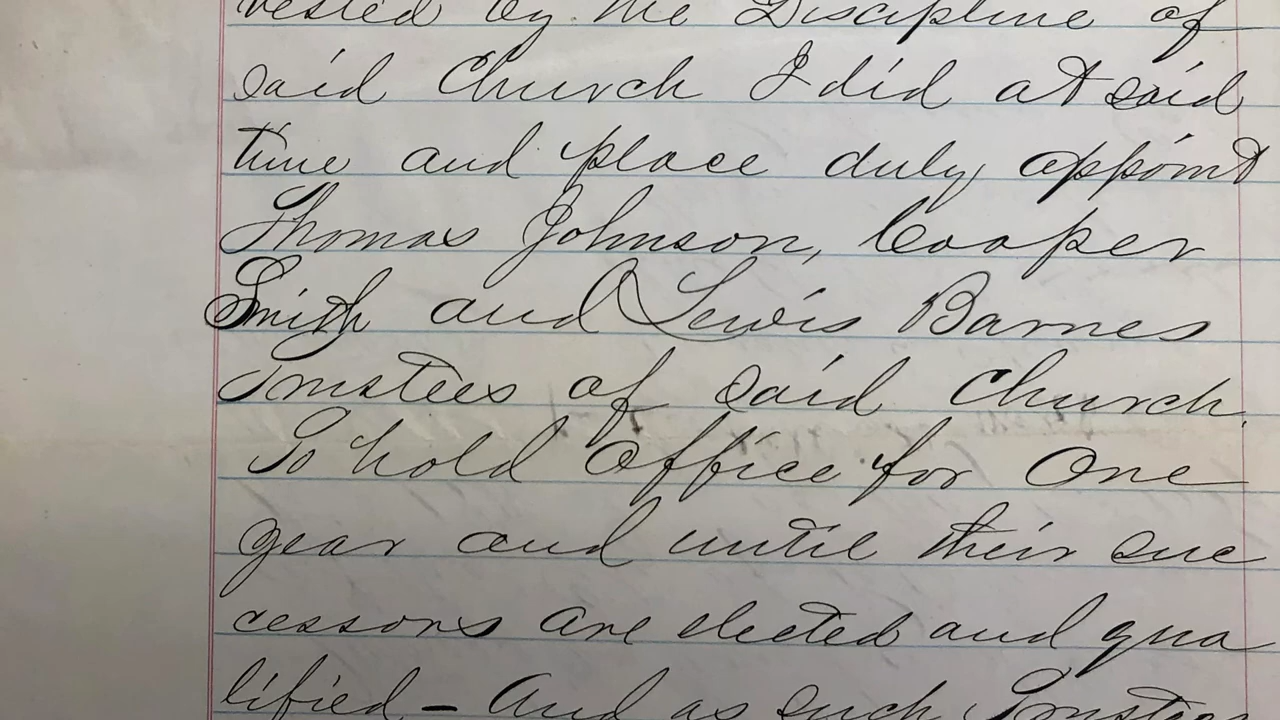 vested by the Discipline of
said Church I did at said
time and place duly appoint
Thomas Johnson, Cooper
Smith and Lewis Barnes
Trustees of said Church.
To hold Office for One
year and until their suc
cessors are elected and qua
lified - And as such Trustees